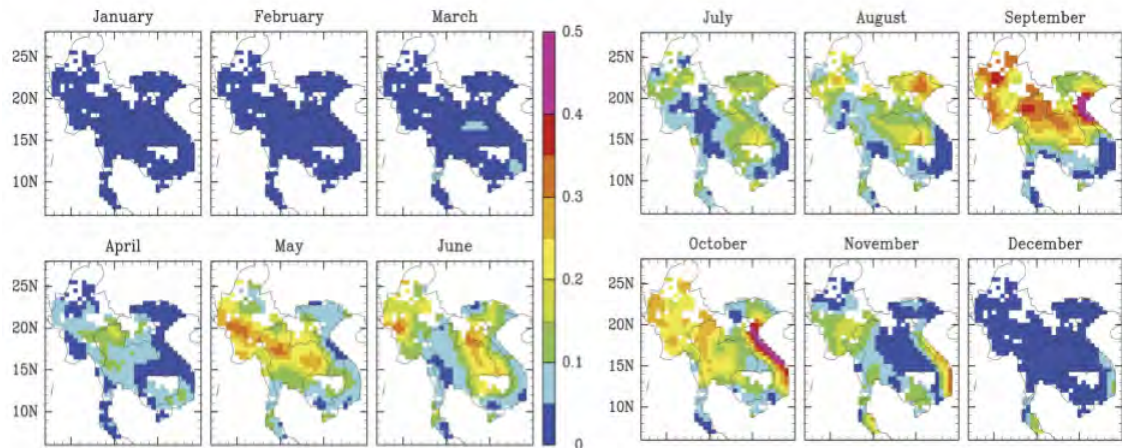 January February March
July August September
25N
20N
15N
10N
0.5
0.4
0.3
0.2
0.1
0
25N
20N
15N
10N
April May June
October November December
25N
20N
15N
10N
25N
20N
15N
10N